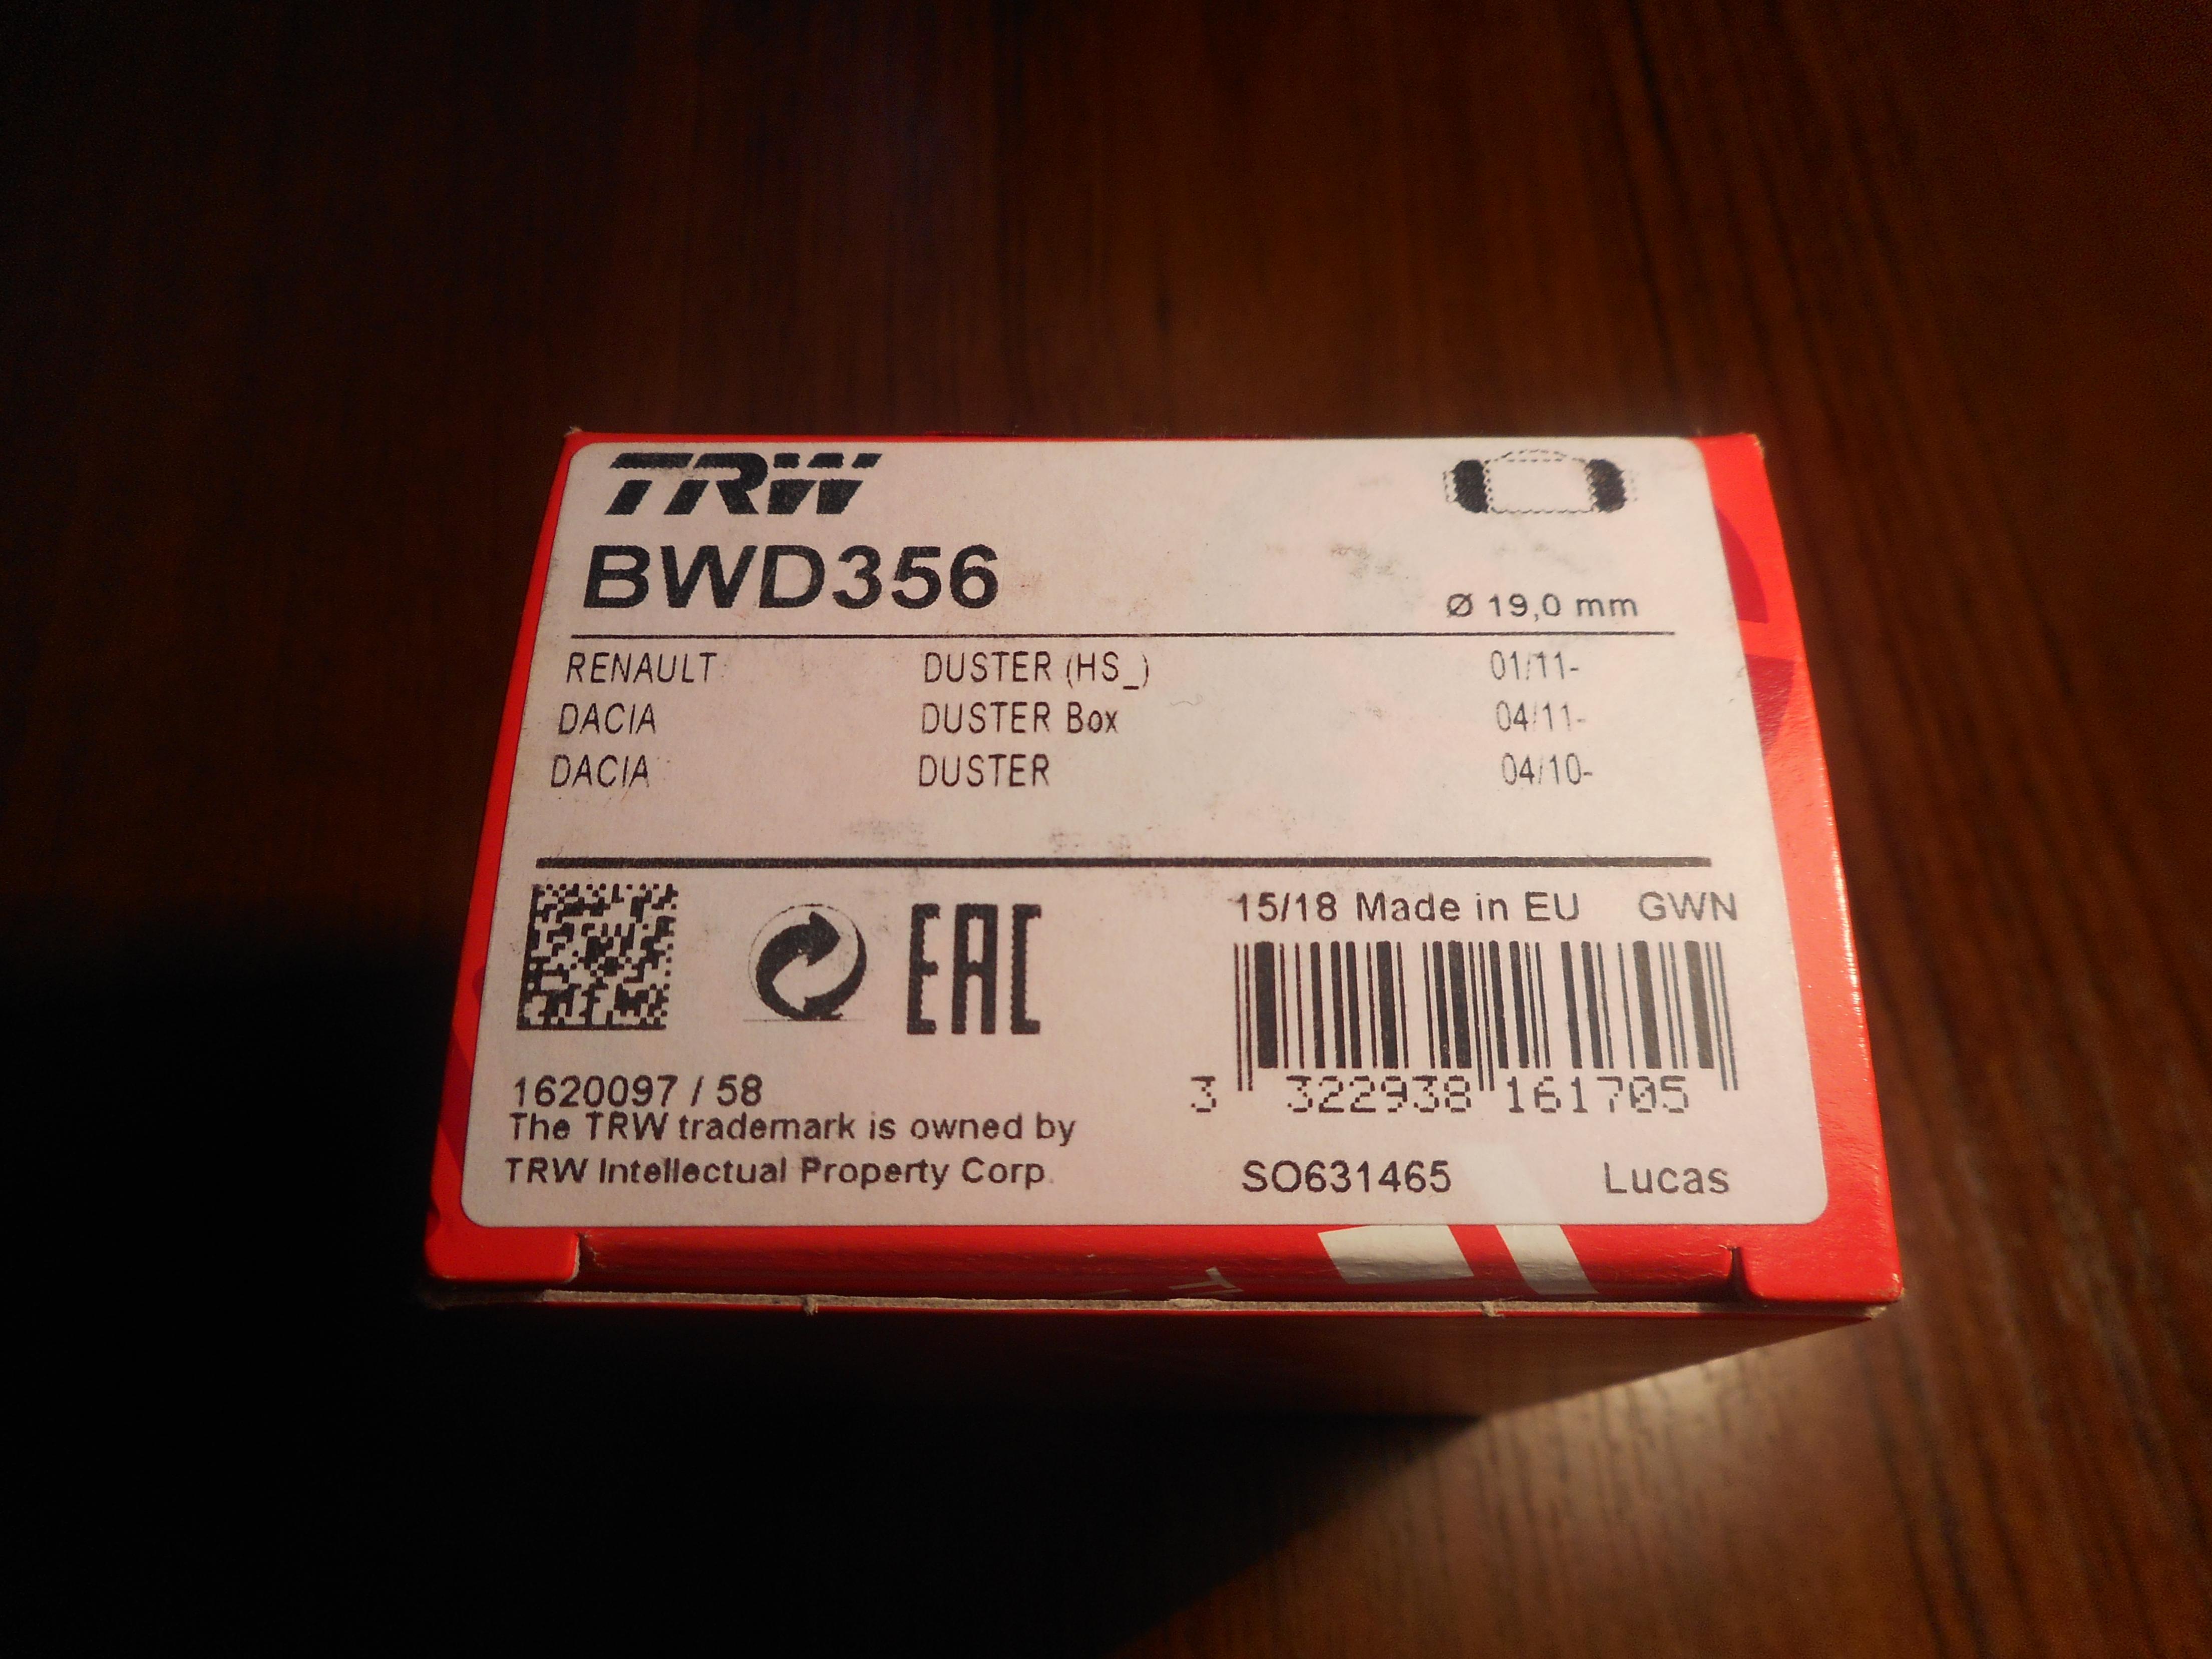 TRW
BWD356
Ø 19,0 mm
RENAULT DUSTER (HS_) 01/11-
DACIA DUSTER Box 04/11-
DACIA DUSTER 04/10-
15/18 Made in EU GWN
EAC
3 322938 161705
1620097 / 58
The TRW trademark is owned by
TRW Intellectual Property Corp.
SO631465 Lucas